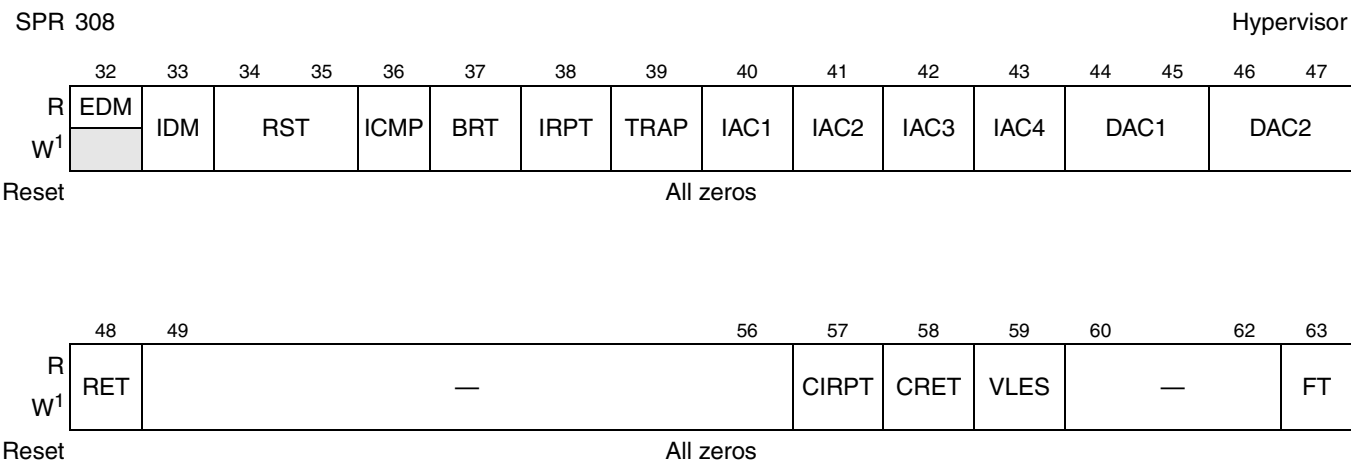 SPR 308 Hypervisor
32 33 34 35 36 37 38 39 40 41 42 43 44 45 46 47
R EDM IDM RST ICMP BRT IRPT TRAP IAC1 IAC2 IAC3 IAC4 DAC1 DAC2
W1
Reset All zeros
48 49 56 57 58 59 60 62 63
R RET — CIRPT CRET VLES — FT
W1
Reset All zeros